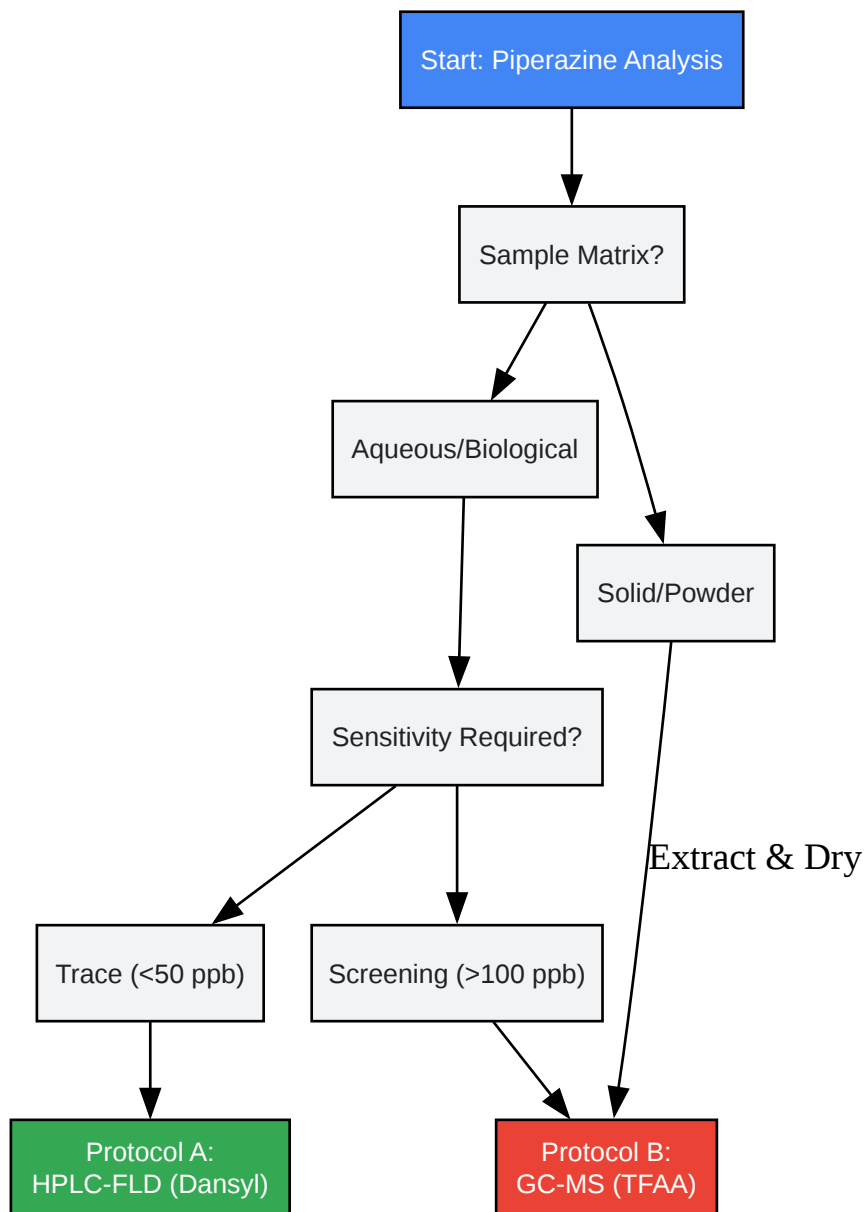 Start: Piperazine Analysis
Sample Matrix?
Aqueous/Biological
Solid/Powder
Sensitivity Required?
Extract & Dry
Trace (<50 ppb)
Screening (>100 ppb)
Protocol A:
HPLC-FLD (Dansyl)
Protocol B:
GC-MS (TFAA)